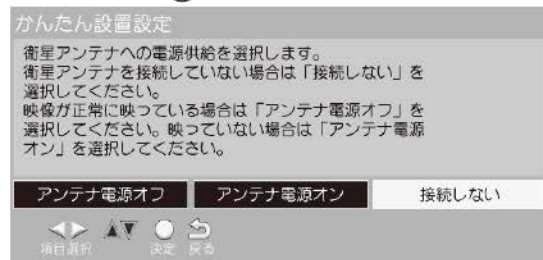 かんたん設置設定
衛星アンテナへの電源供給を選択します。
衛星アンテナを接続していない場合は「接続しない」を
選択してください。
映像が正常に映っている場合は「アンテナ電源オフ」を
選択してください。映っていない場合は「アンテナ電源
オン」を選択してください。
アンテナ電源オフ アンテナ電源オン 接続しない
項目選択 決定 戻る